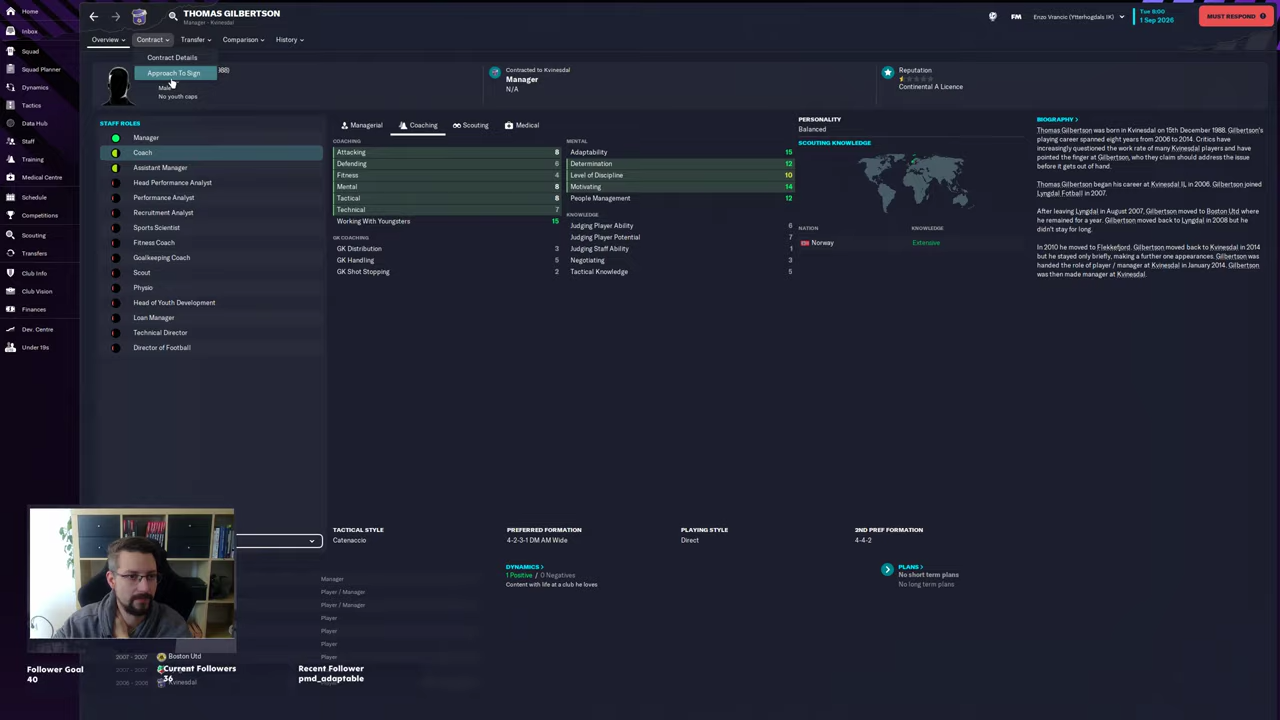 Home
Inbox
Squad
Squad Planner
Dynamics
Tactics
Data Hub
Staff
Training
Medical Centre
Schedule
Competitions
Scouting
Transfers
Club Info
Club Vision
Finances
Dev. Centre
Under 19s
THOMAS GILBERTSON
Manager - Kvinesdal
FM
Enzo Vrancio (Ytterhogdals IK)
Tue 8:00
1 Sep 2026
MUST RESPOND
Overview
Contract
Transfer
Comparison
History
Contract Details
Approach To Sign
Male
No youth caps
Contracted to Kvinesdal
Manager
N/A
Reputation
Continental A Licence
STAFF ROLES
Manager
Coach
Assistant Manager
Head Performance Analyst
Performance Analyst
Recruitment Analyst
Sports Scientist
Fitness Coach
Goalkeeping Coach
Scout
Physio
Head of Youth Development
Loan Manager
Technical Director
Director of Football
Managerial
Coaching
Scouting
Medical
COACHING
Attacking 8
Defending 6
Fitness 4
Mental 8
Tactical 8
Technical 7
Working With Youngsters 15
GK COACHING
GK Distribution 3
GK Handling 5
GK Shot Stopping 2
MENTAL
Adaptability 15
Determination 12
Level of Discipline 10
Motivating 14
People Management 12
KNOWLEDGE
Judging Player Ability 6
Judging Player Potential 7
Judging Staff Ability 1
Negotiating 3
Tactical Knowledge 5
PERSONALITY
Balanced
SCOUTING KNOWLEDGE
NATION KNOWLEDGE
Norway Extensive
BIOGRAPHY
Thomas Gilbertson was born in Kvinesdal on 15th December 1988. Gilbertson's
playing career spanned eight years from 2006 to 2014. Critics have
increasingly questioned the work rate of many Kvinesdal players and have
pointed the finger at Gilbertson, who they claim should address the issue
before it gets out of hand.
Thomas Gilbertson began his career at Kvinesdal IL in 2006. Gilbertson joined
Lyngdal Fotball in 2007.
After leaving Lyngdal in August 2007, Gilbertson moved to Boston Utd where
he remained for a year. Gilbertson moved back to Lyngdal in 2008 but he
didn't stay for long.
In 2010 he moved to Flekkefjord. Gilbertson moved back to Kvinesdal in 2014
but he stayed only briefly, making a further one appearances. Gilbertson
was handed the role of player / manager at Kvinesdal in January 2014. Gilbertson
was then made manager at Kvinesdal.
TACTICAL STYLE
Catenaccio
PREFERRED FORMATION
4-2-3-1 DM AM Wide
PLAYING STYLE
Direct
2ND PREF FORMATION
4-4-2
DYNAMICS
1 Positive / 0 Negatives
Content with life at a club he loves
PLANS
No short term plans
No long term plans
Manager
Player / Manager
Player / Manager
Player
Player
Player
2007 - 2008 Boston Utd Player
Follower Goal
40
Current Followers
36
Recent Follower
pmd_adaptable